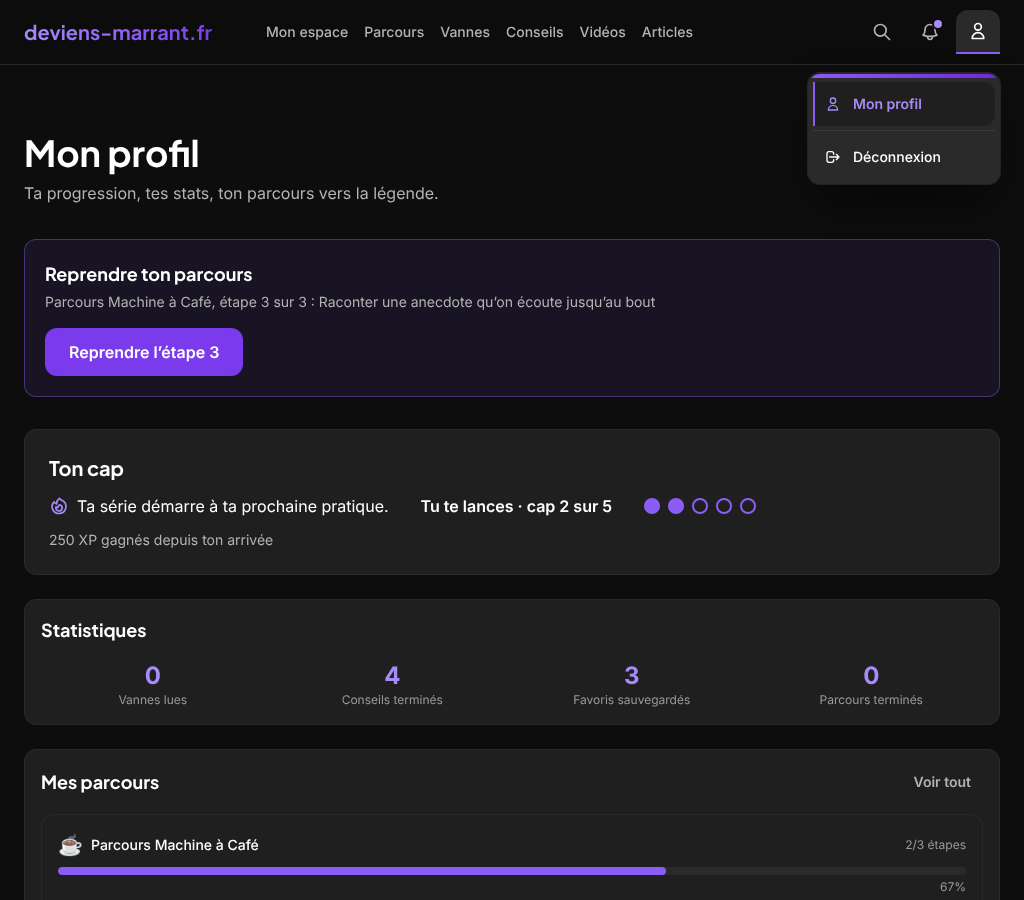 deviens-marrant.fr
Mon espace
Parcours
Vannes
Conseils
Vidéos
Articles
Mon profil
Déconnexion
Mon profil
Ta progression, tes stats, ton parcours vers la légende.
Reprendre ton parcours
Parcours Machine à Café, étape 3 sur 3 : Raconter une anecdote qu’on écoute jusqu’au bout
Reprendre l’étape 3
Ton cap
Ta série démarre à ta prochaine pratique.
Tu te lances · cap 2 sur 5
250 XP gagnés depuis ton arrivée
Statistiques
0
Vannes lues
4
Conseils terminés
3
Favoris sauvegardés
0
Parcours terminés
Mes parcours
Voir tout
Parcours Machine à Café
2/3 étapes
67%